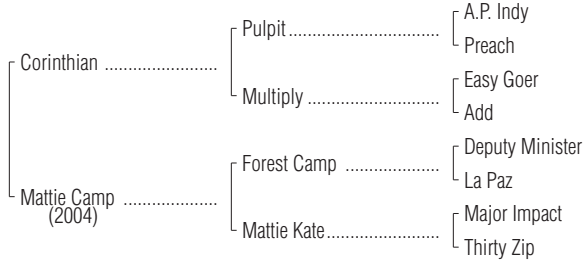 A.P. Indy
Pulpit
Preach
Corinthian
Easy Goer
Multiply
Add
Deputy Minister
Forest Camp
La Paz
Mattie Camp
(2004)
Major Impact
Mattie Kate
Thirty Zip